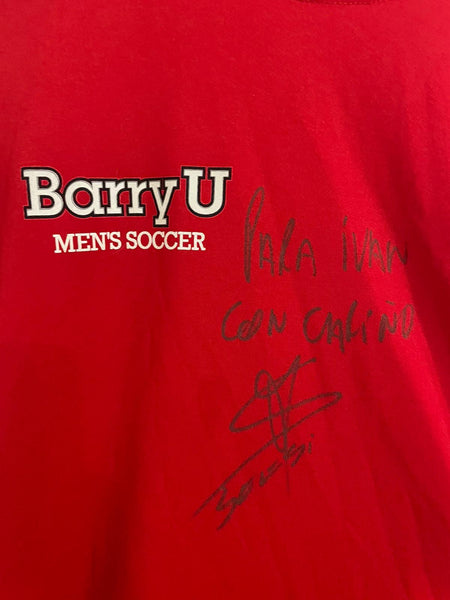 Barry U
MEN'S SOCCER
PARA IVAN
CON CARIÑO